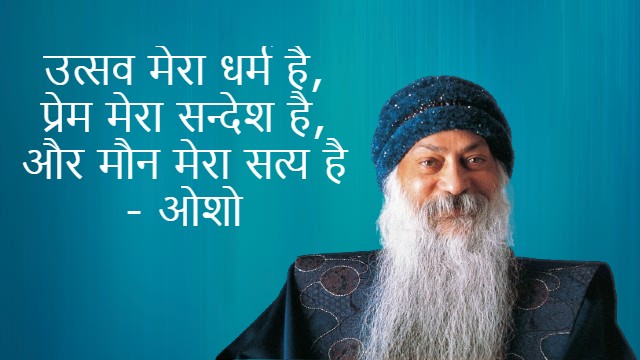 उत्सव मेरा धर्म है,
प्रेम मेरा सन्देश है,
और मौन मेरा सत्य है
- ओशो